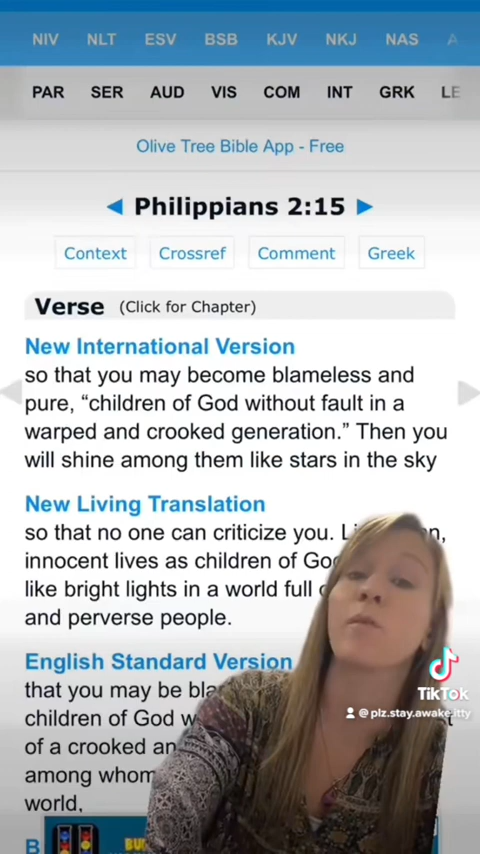 NIV NLT ESV BSB KJV NKJ NAS A
PAR SER AUD VIS COM INT GRK LE
Olive Tree Bible App - Free
Philippians 2:15
Context Crossref Comment Greek
Verse (Click for Chapter)
New International Version
so that you may become blameless and
pure, “children of God without fault in a
warped and crooked generation.” Then you
will shine among them like stars in the sky
New Living Translation
so that no one can criticize you.
innocent lives as children of
like bright lights in a world full
and perverse people.
English Standard Version
that you may be
children of God
of a crooked
among whom
world,
TikTok
@plz.stay.awake.itty